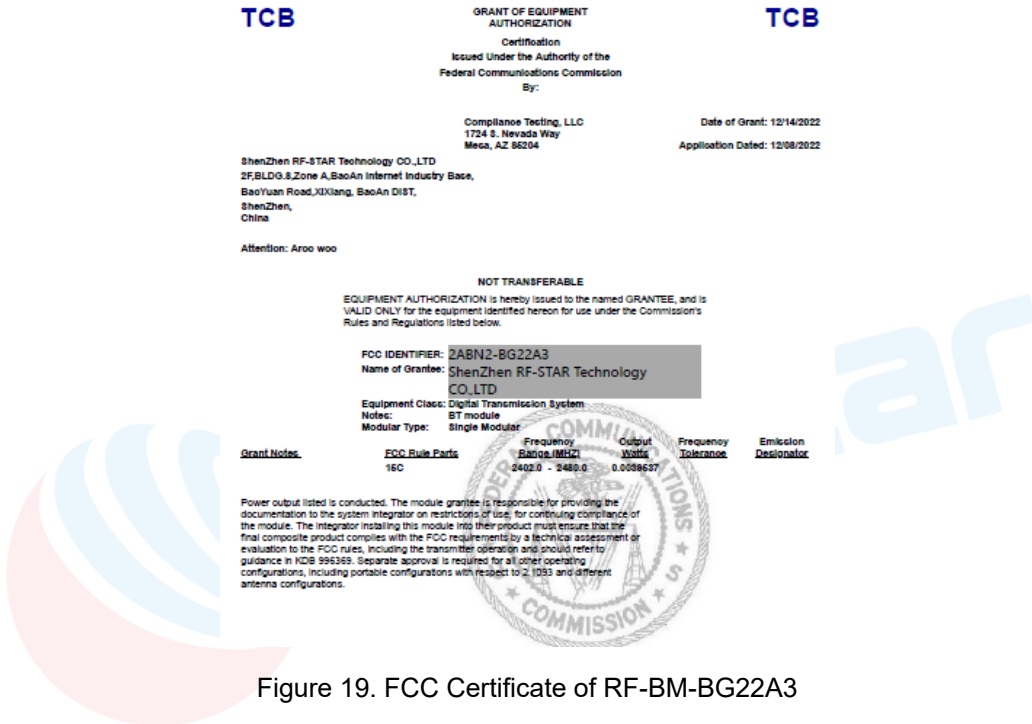 TCB
GRANT OF EQUIPMENT
AUTHORIZATION
TCB
Certification
Issued Under the Authority of the
Federal Communications Commission
By:
Compliance Testing, LLC
1724 S. Nevada Way
Mesa, AZ 85204
Date of Grant: 12/14/2022
Application Dated: 12/08/2022
ShenZhen RF-STAR Technology CO.,LTD
2F,BLDG.8,Zone A,BaoAn Internet Industry Base,
BaoYuan Road,XIXiang, BaoAn DIST,
ShenZhen,
China
Attention: Aroo woo
NOT TRANSFERABLE
EQUIPMENT AUTHORIZATION is hereby issued to the named GRANTEE, and is
VALID ONLY for the equipment identified hereon for use under the Commission's
Rules and Regulations listed below.
FCC IDENTIFIER: 2ABN2-BG22A3
Name of Grantee: ShenZhen RF-STAR Technology
CO.,LTD
Equipment Class: Digital Transmission System
Notes: BT module
Modular Type: Single Modular
Grant Notes FCC Rule Parts Frequency Range (MHZ) Output Watts Frequency Tolerance Emission Designator
15C 2402.0 - 2480.0 0.0039537
Power output listed is conducted. The module grantee is responsible for providing the
documentation to the system integrator on restrictions of use, for continuing compliance of
the module. The integrator installing this module into their product must ensure that the
final composite product complies with the FCC requirements by a technical assessment or
evaluation to the FCC rules, including the transmitter operation and should refer to
guidance in KDB 996369. Separate approval is required for all other operating
configurations, including portable configurations with respect to 2.1093 and different
antenna configurations.
FEDERAL COMMUNICATIONS COMMISSION
Figure 19. FCC Certificate of RF-BM-BG22A3